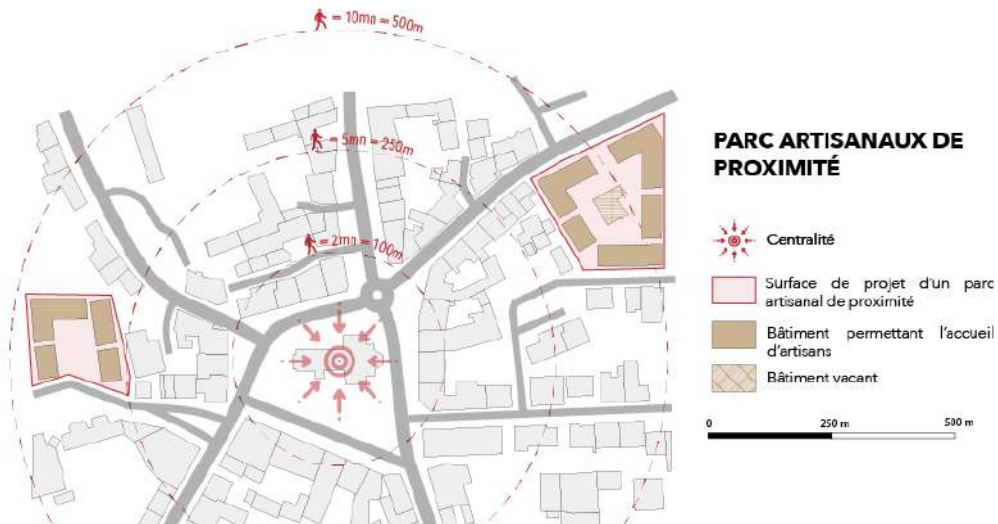 = 10mn = 500m
= 5mn = 250m
= 2mn = 100m
PARC ARTISANAUX DE
PROXIMITÉ
Centralité
Surface de projet d'un parc
artisanal de proximité
Bâtiment permettant l'accueil
d'artisans
Bâtiment vacant
0 250 m 500 m